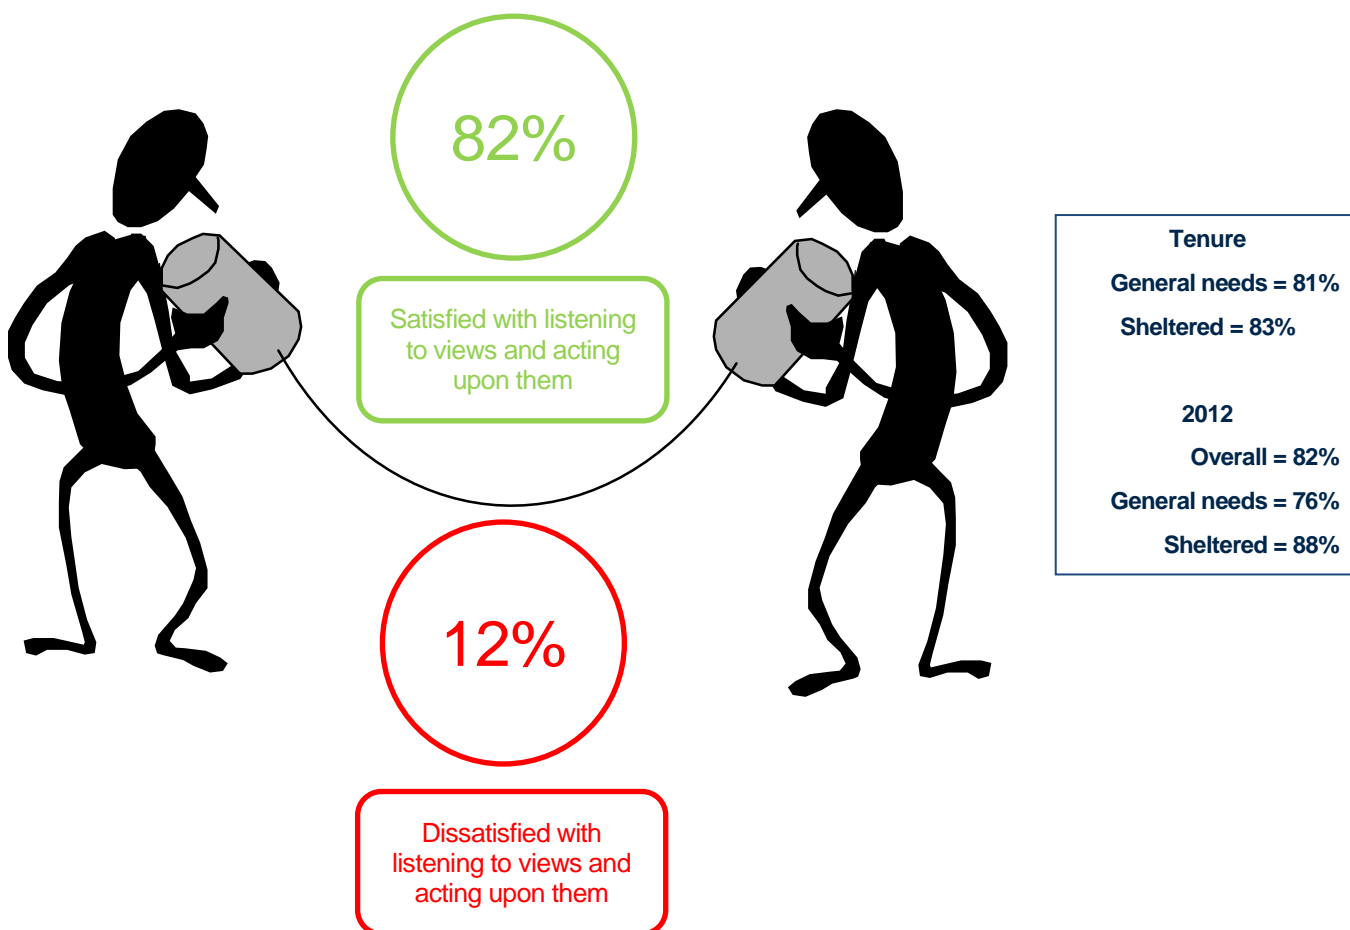 82%
Satisfied with listening
to views and acting
upon them
12%
Dissatisfied with
listening to views and
acting upon them
Tenure
General needs = 81%
Sheltered = 83%
2012
Overall = 82%
General needs = 76%
Sheltered = 88%